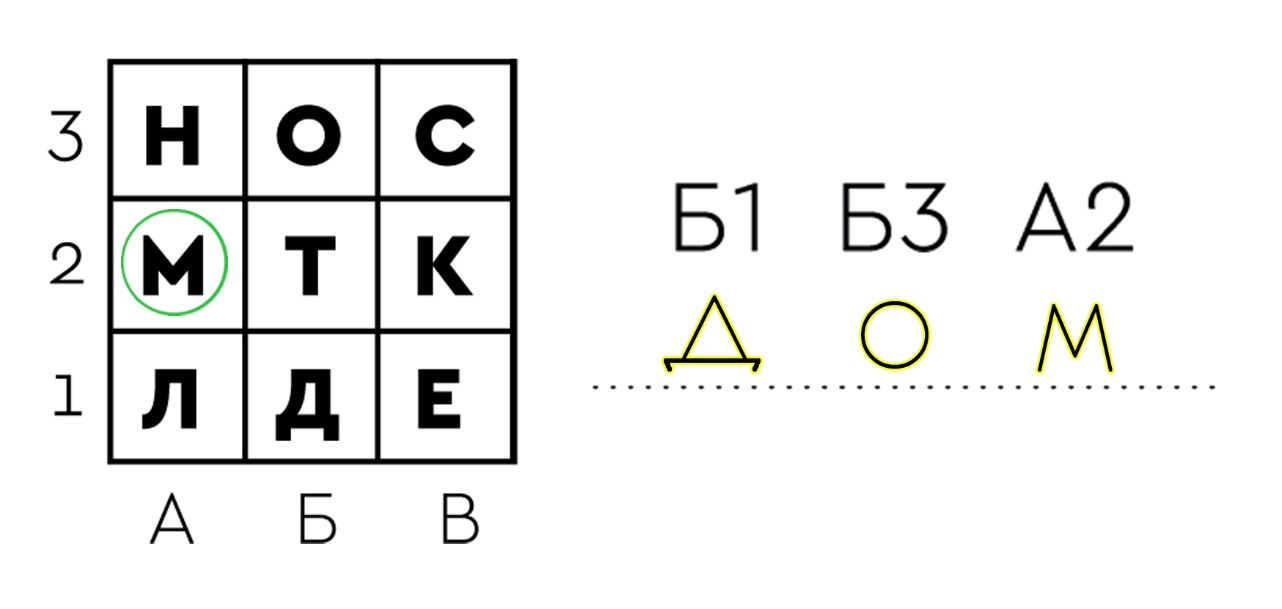 3 Н О С
2 М Т К
1 Л Д Е
А Б В
Б1 Б3 А2
Д О М